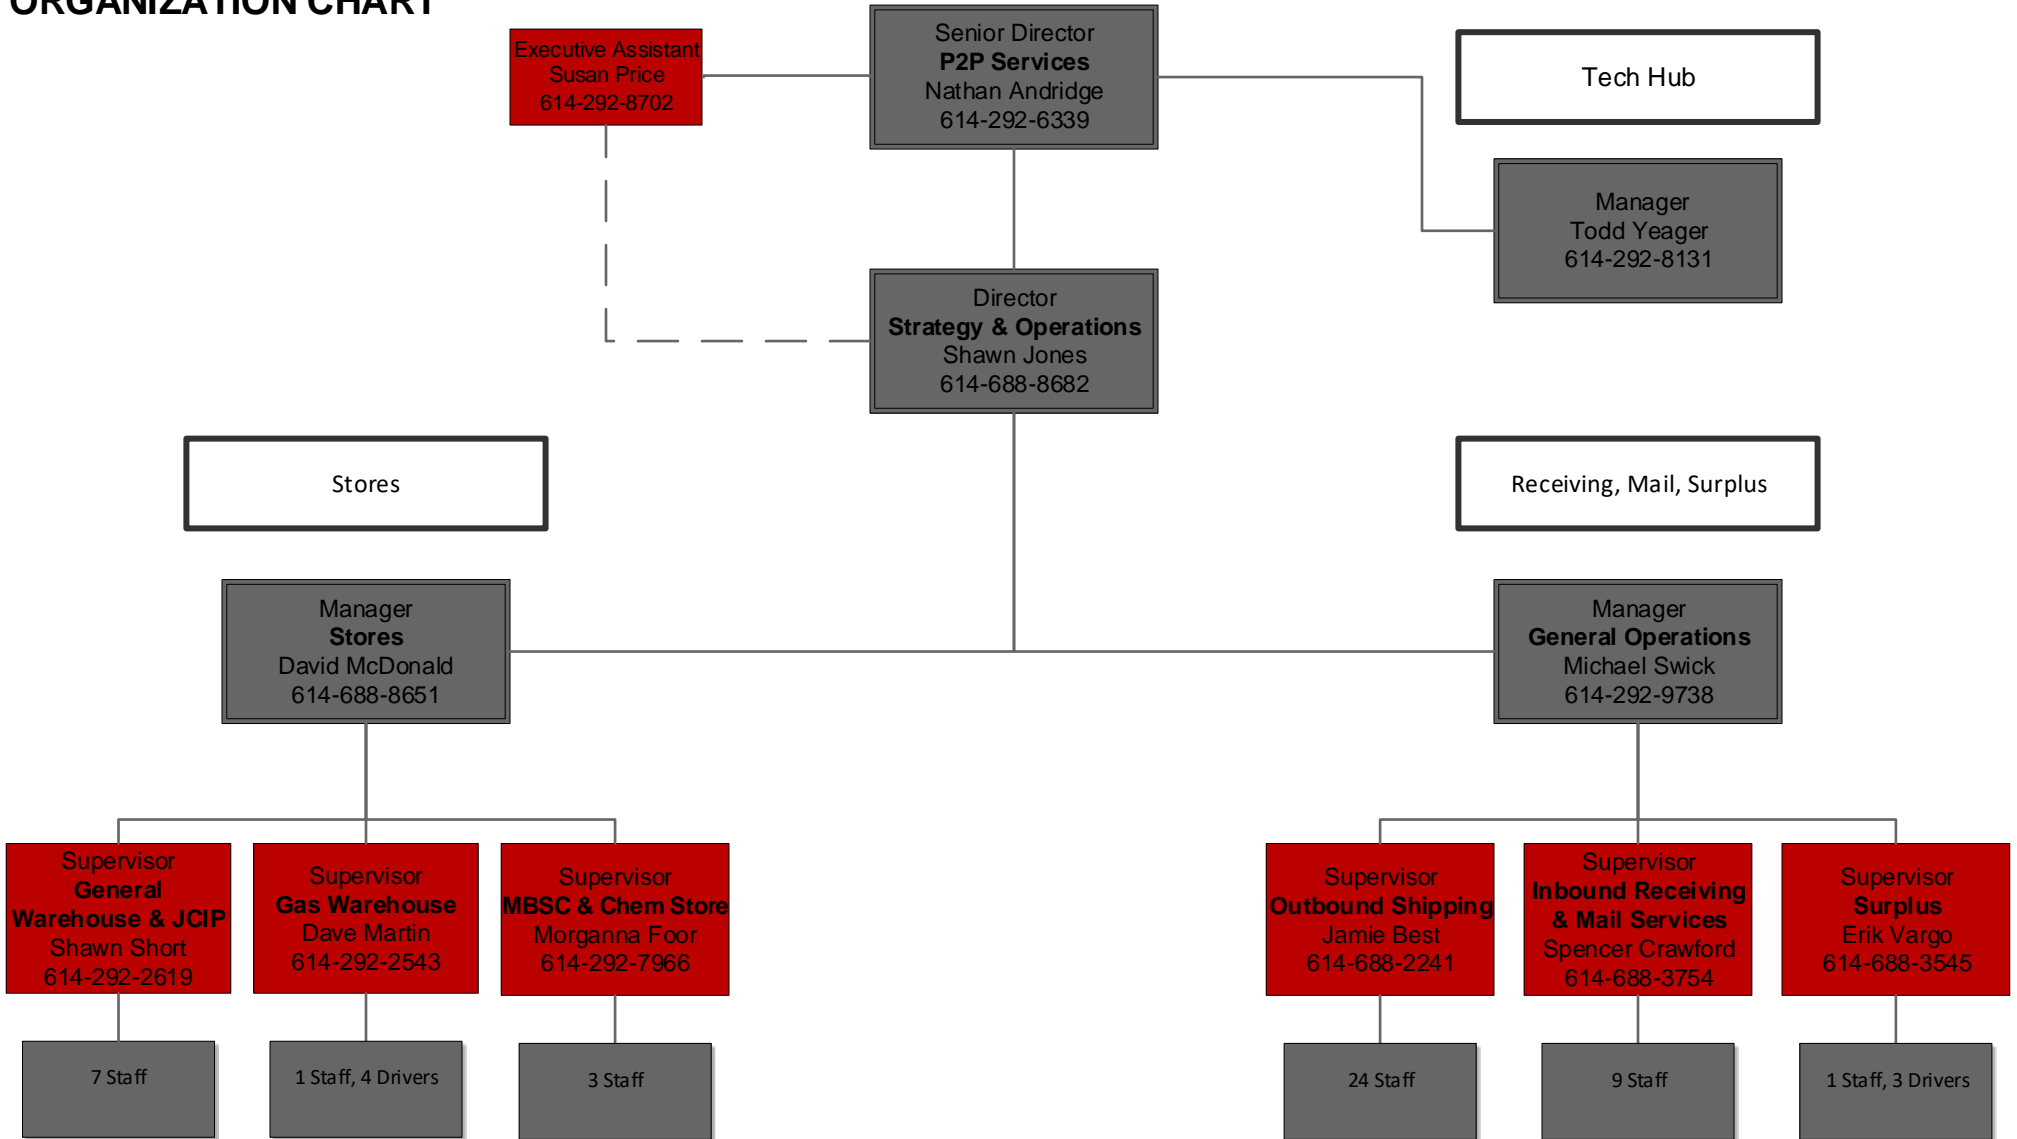 ORGANIZATION CHART
Executive Assistant
Susan Price
614-292-8702
Senior Director
P2P Services
Nathan Andridge
614-292-6339
Tech Hub
Manager
Todd Yeager
614-292-8131
Director
Strategy & Operations
Shawn Jones
614-688-8682
Stores
Receiving, Mail, Surplus
Manager
Stores
David McDonald
614-688-8651
Manager
General Operations
Michael Swick
614-292-9738
Supervisor
General
Warehouse & JCIP
Shawn Short
614-292-2619
Supervisor
Gas Warehouse
Dave Martin
614-292-2543
Supervisor
MBSC & Chem Store
Morganna Foor
614-292-7966
Supervisor
Outbound Shipping
Jamie Best
614-688-2241
Supervisor
Inbound Receiving
& Mail Services
Spencer Crawford
614-688-3754
Supervisor
Surplus
Erik Vargo
614-688-3545
7 Staff
1 Staff, 4 Drivers
3 Staff
24 Staff
9 Staff
1 Staff, 3 Drivers